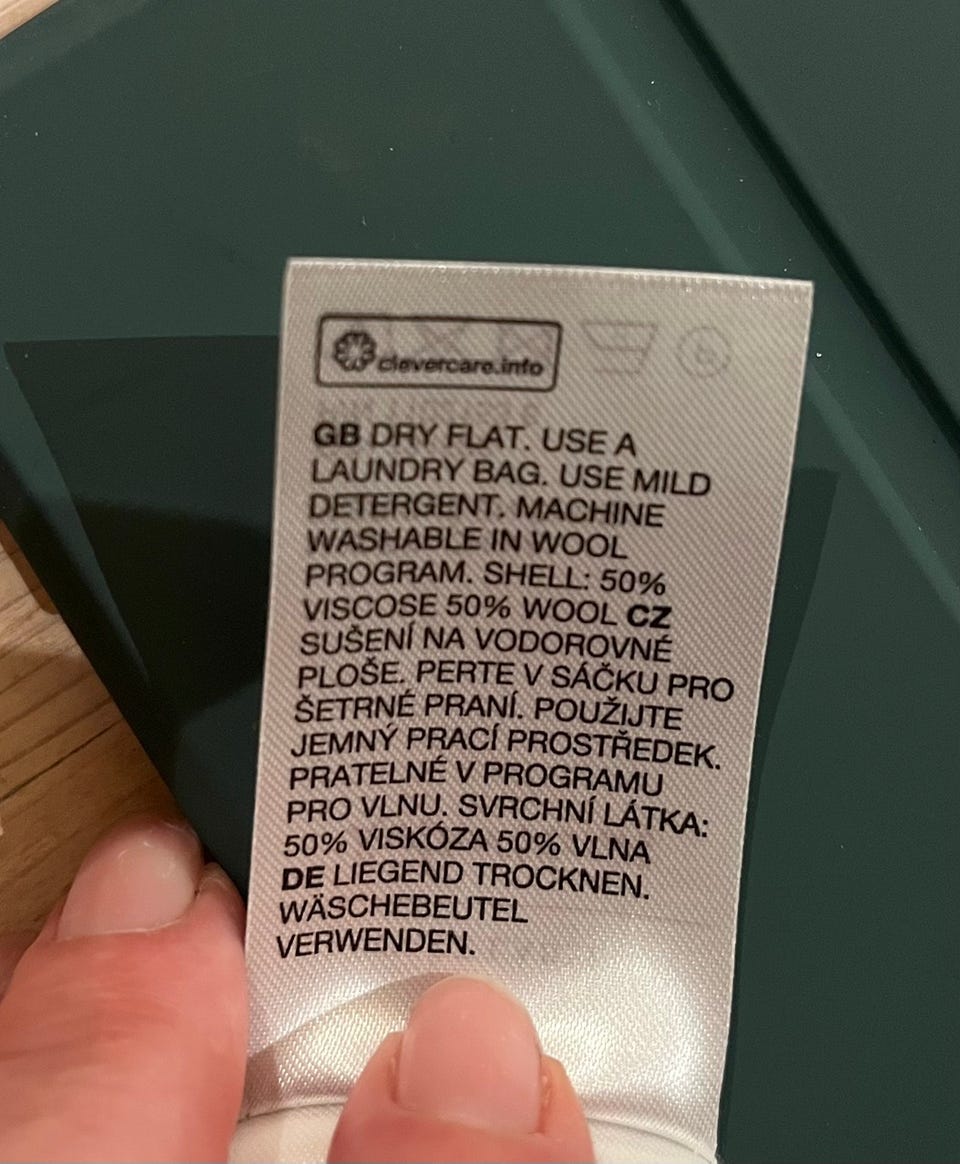 clevercare.info
GB DRY FLAT. USE A
LAUNDRY BAG. USE MILD
DETERGENT. MACHINE
WASHABLE IN WOOL
PROGRAM. SHELL: 50%
VISCOSE 50% WOOL CZ
SUŠENÍ NA VODOROVNÉ
PLOŠE. PERTE V SÁČKU PRO
ŠETRNÉ PRANÍ. POUŽIJTE
JEMNÝ PRACÍ PROSTŘEDEK.
PRATELNÉ V PROGRAMU
PRO VLNU. SVRCHNÍ LÁTKA:
50% VISKÓZA 50% VLNA
DE LIEGEND TROCKNEN.
WÄSCHEBEUTEL
VERWENDEN.